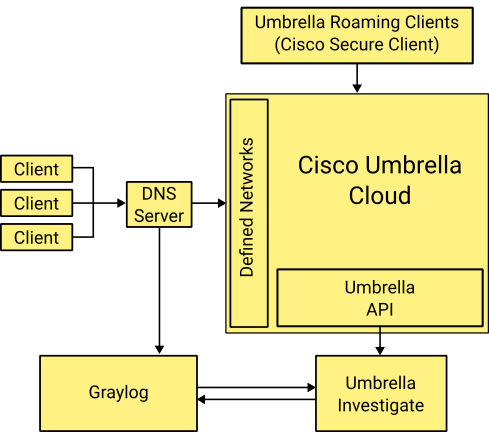 Umbrella Roaming Clients
(Cisco Secure Client)
Defined Networks
Cisco Umbrella
Cloud
Client
Client
Client
DNS
Server
Umbrella
API
Graylog
Umbrella
Investigate